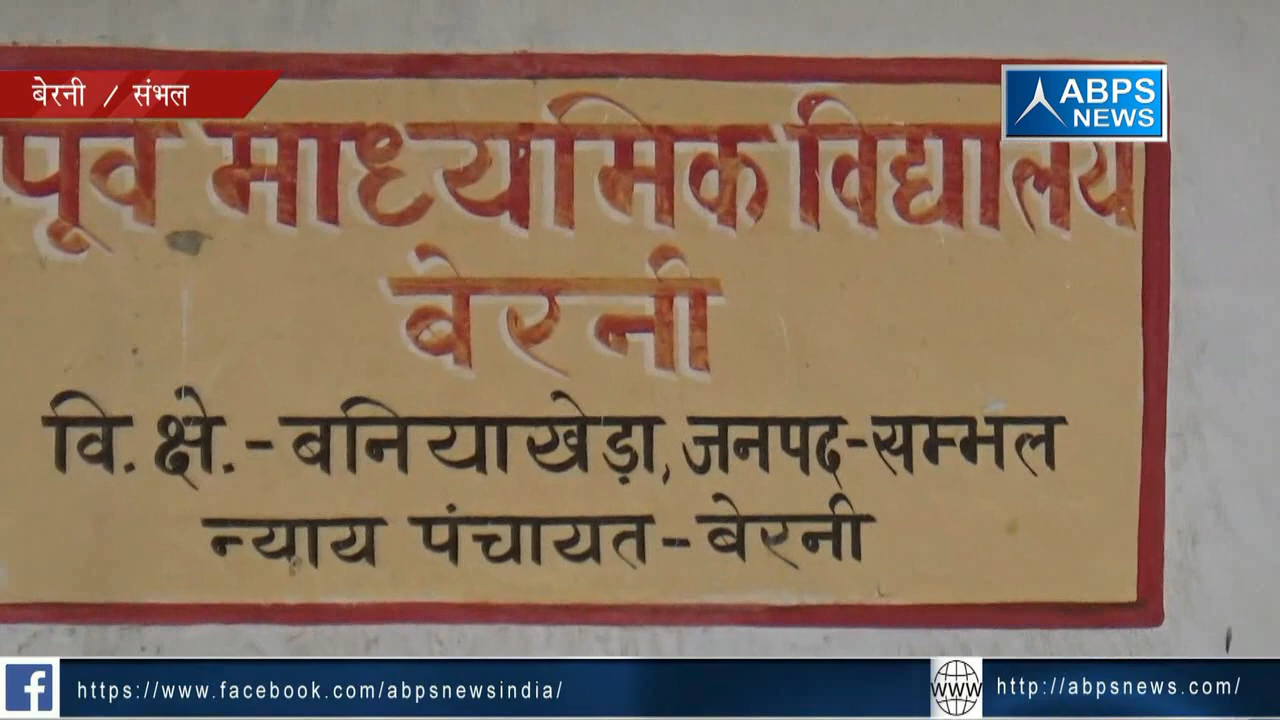 बेरनी / संभल
ABPS
NEWS
पूर्व माध्यमिक विद्यालय
बेरनी
वि. क्षे. - बनियाखेड़ा, जनपद - सम्भल
न्याय पंचायत - बेरनी
https://www.facebook.com/abpsnewsindia/
www
http://abpsnews.com/